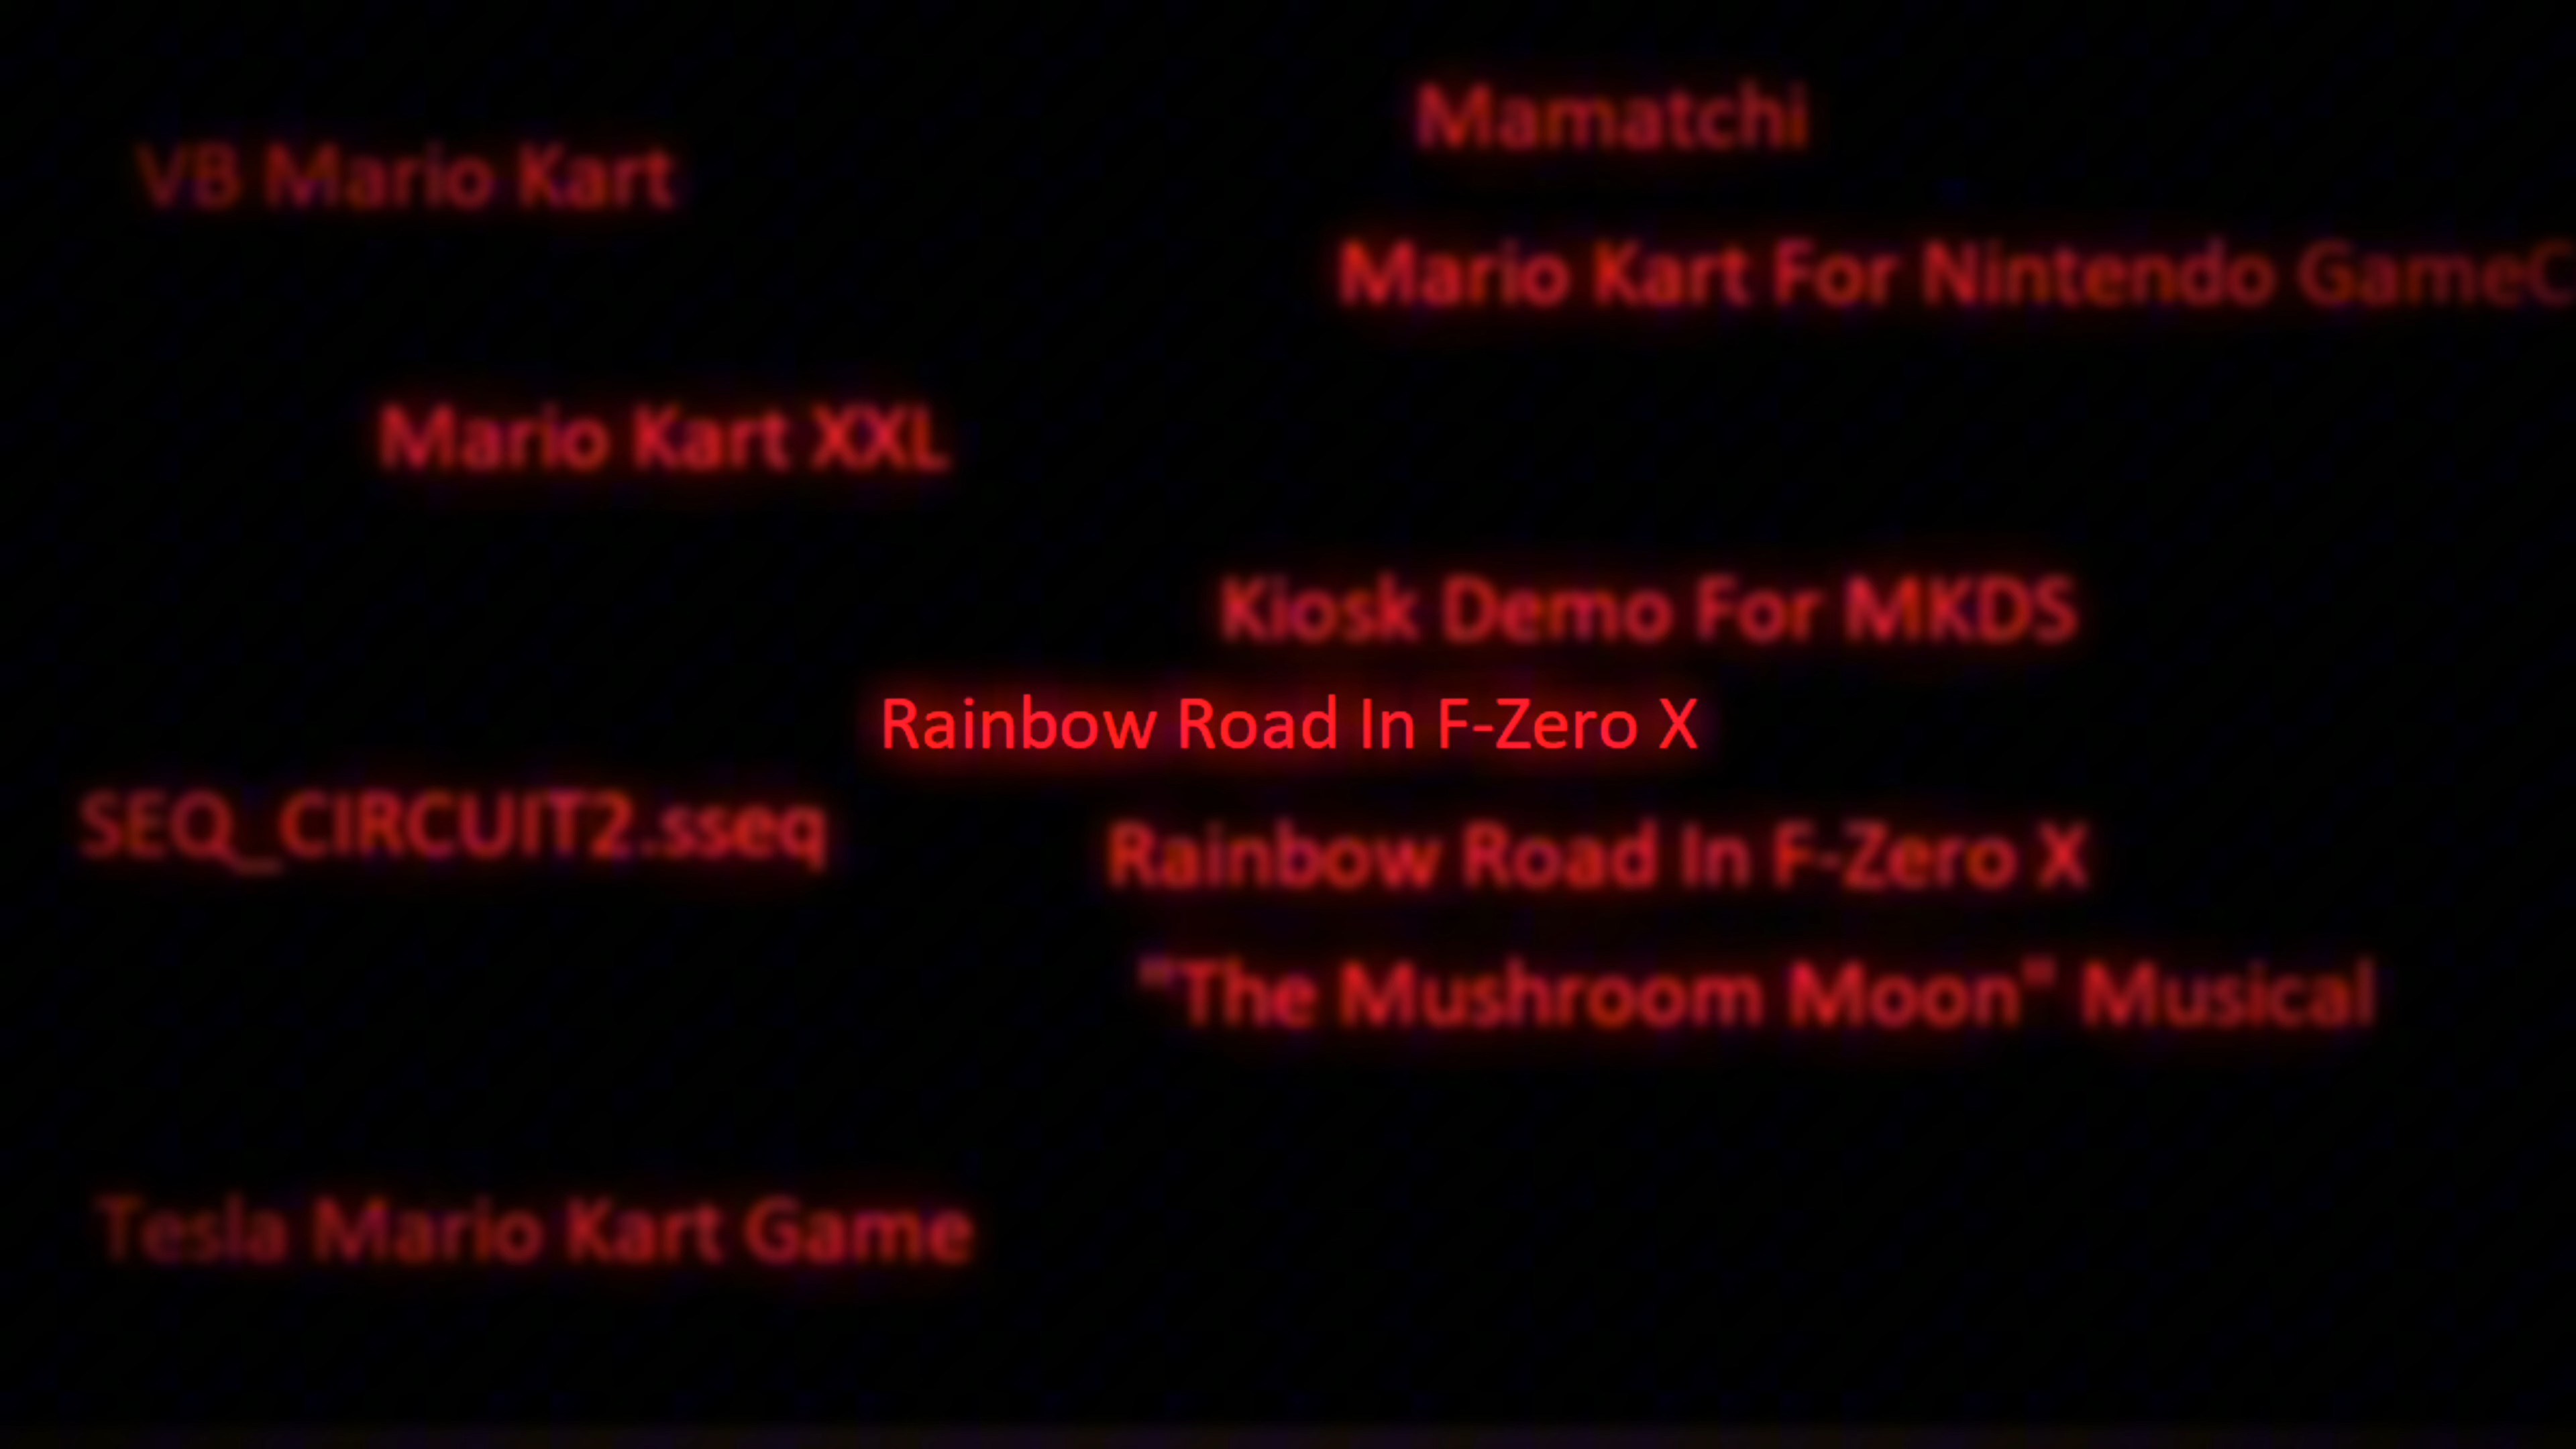 Mamatchi
VB Mario Kart
Mario Kart For Nintendo GameC
Mario Kart XXL
Kiosk Demo For MKDS
Rainbow Road In F-Zero X
SEQ_CIRCUIT2.sseq
Rainbow Road In F-Zero X
"The Mushroom Moon" Musical
Tesla Mario Kart Game